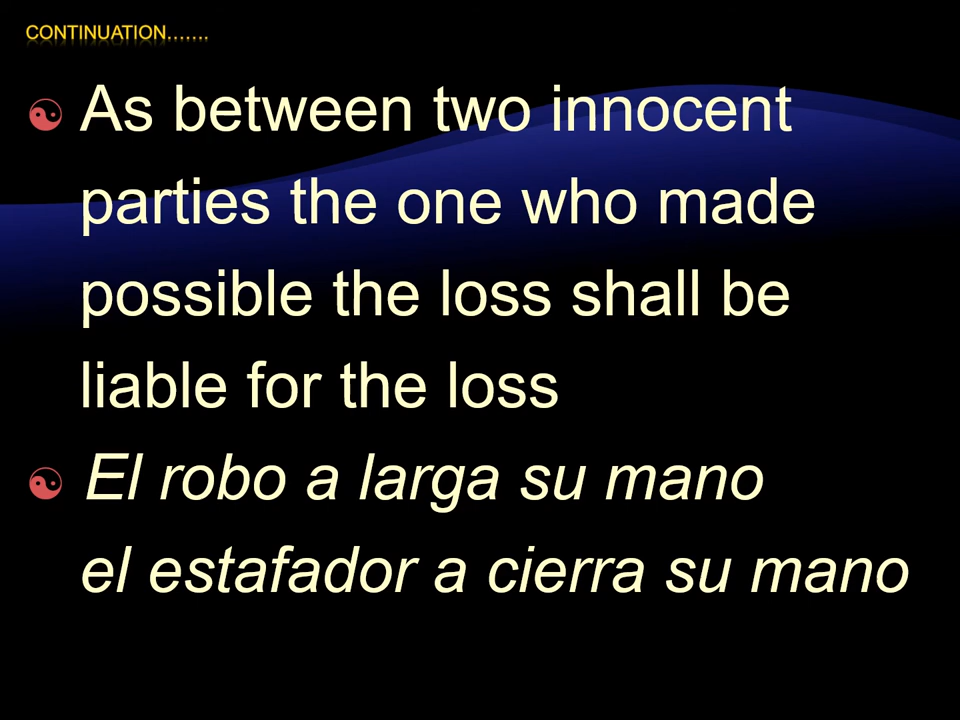 CONTINUATION.......
As between two innocent
parties the one who made
possible the loss shall be
liable for the loss
El robo a larga su mano
el estafador a cierra su mano